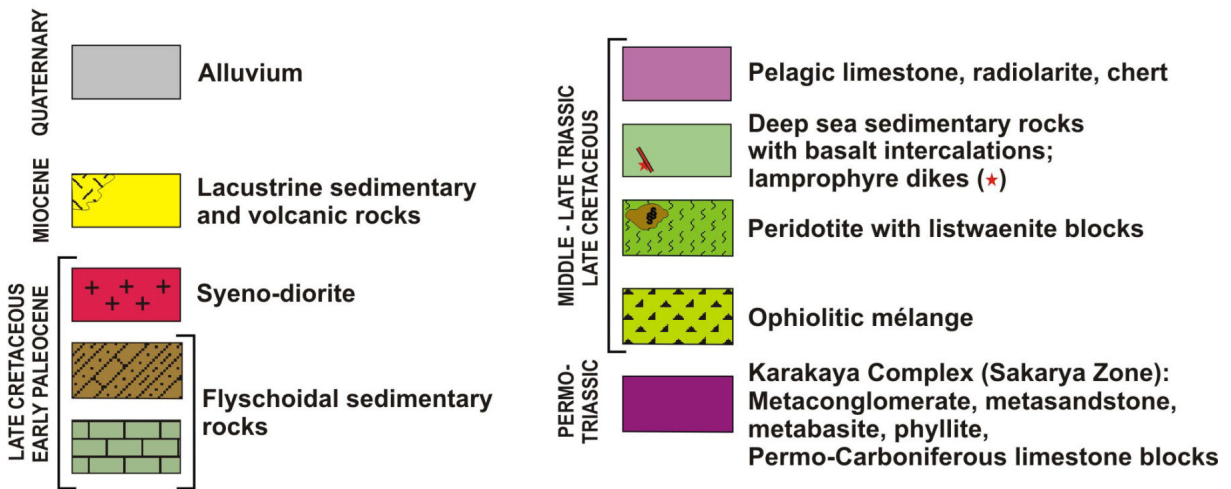 QUATERNARY
Alluvium
MIOCENE
Lacustrine sedimentary
and volcanic rocks
LATE CRETACEOUS
EARLY PALEOCENE
Syeno-diorite
Flyschoidal sedimentary
rocks
MIDDLE - LATE TRIASSIC
LATE CRETACEOUS
Pelagic limestone, radiolarite, chert
Deep sea sedimentary rocks
with basalt intercalations;
lamprophyre dikes (★)
Peridotite with listwaenite blocks
Ophiolitic mélange
PERMO-
TRIASSIC
Karakaya Complex (Sakarya Zone):
Metaconglomerate, metasandstone,
metabasite, phyllite,
Permo-Carboniferous limestone blocks